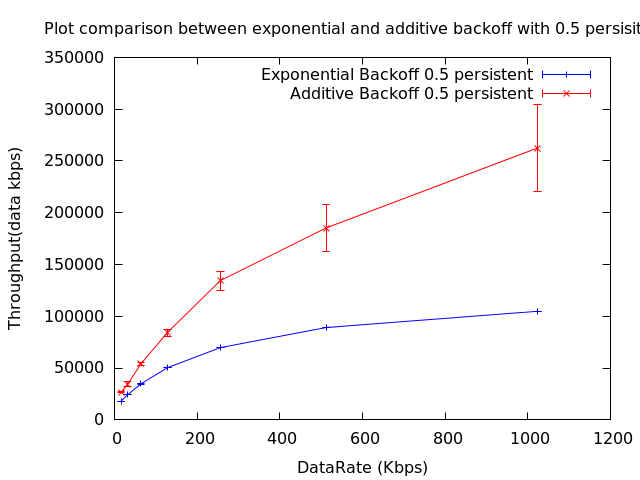 Plot comparison between exponential and additive backoff with 0.5 persisit
350000
300000
250000
200000
150000
100000
50000
0
Throughput(data kbps)
Exponential Backoff 0.5 persistent
Additive Backoff 0.5 persistent
0 200 400 600 800 1000 1200
DataRate (Kbps)